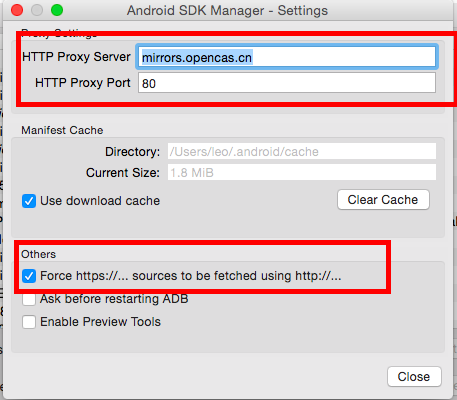 Android SDK Manager - Settings
Proxy Settings
HTTP Proxy Server mirrors.opencas.cn
HTTP Proxy Port 80
Manifest Cache
Directory: /Users/leo/.android/cache
Current Size: 1.8 MiB
Use download cache Clear Cache
Others
Force https://... sources to be fetched using http://...
Ask before restarting ADB
Enable Preview Tools
Close